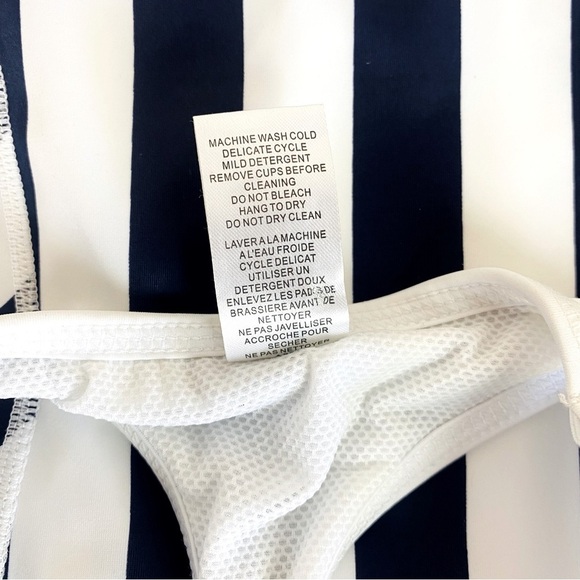 MACHINE WASH COLD
DELICATE CYCLE
MILD DETERGENT
REMOVE CUPS BEFORE
CLEANING
DO NOT BLEACH
HANG TO DRY
DO NOT DRY CLEAN
LAVER A LA MACHINE
A L'EAU FROIDE
CYCLE DELICAT
UTILISER UN
DETERGENT DOUX
ENLEVEZ LES PADS DE
BRASSIERE AVANT DE
NETTOYER
NE PAS JAVELLISER
ACCROCHE POUR
SECHER
NE PAS NETTOYER